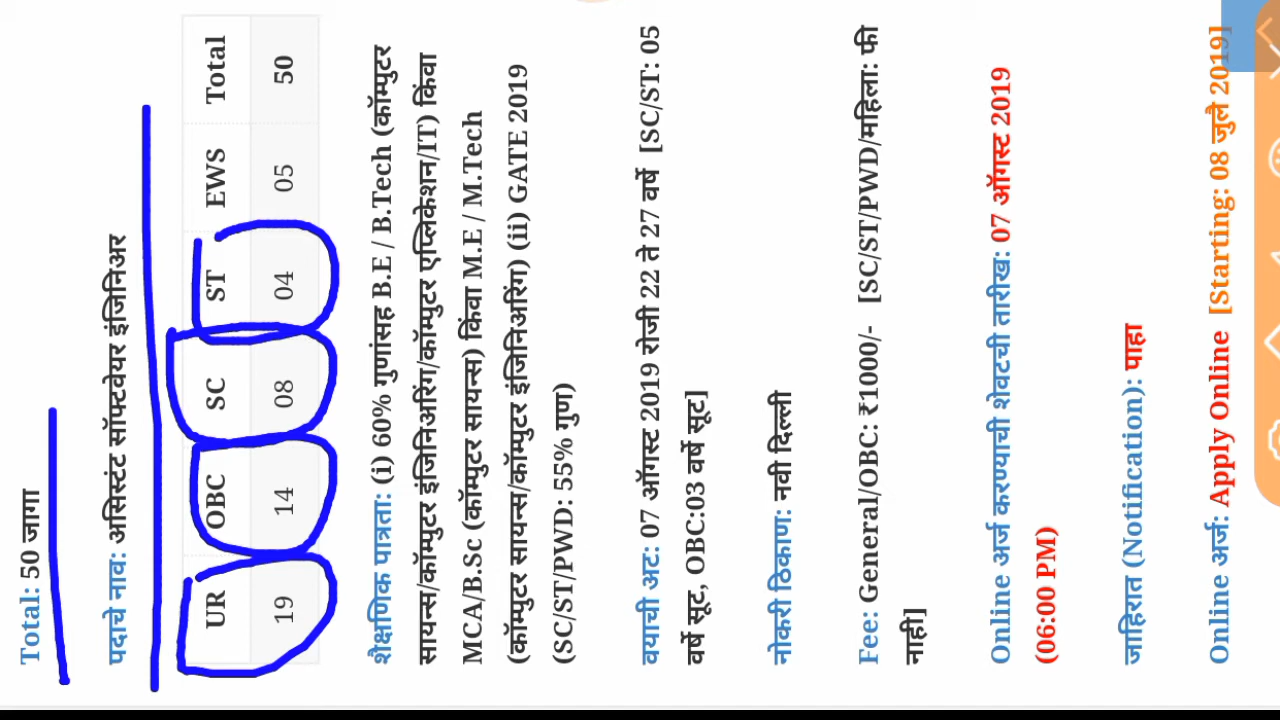 Total: 50 जागा
पदाचे नाव: असिस्टंट सॉफ्टवेयर इंजिनिअर
UR OBC SC ST EWS Total
19 14 08 04 05 50
शैक्षणिक पात्रता: (i) 60% गुणांसह B.E / B.Tech (कॉम्पुटर
सायन्स/कॉम्पुटर इंजिनिअरिंग/कॉम्पुटर एप्लिकेशन/IT) किंवा
MCA/B.Sc (कॉम्पुटर सायन्स) किंवा M.E / M.Tech
(कॉम्पुटर सायन्स/कॉम्पुटर इंजिनिअरिंग) (ii) GATE 2019
(SC/ST/PWD: 55% गुण)
वयाची अट: 07 ऑगस्ट 2019 रोजी 22 ते 27 वर्षे [SC/ST: 05
वर्षे सूट, OBC:03 वर्षे सूट]
नोकरी ठिकाण: नवी दिल्ली
Fee: General/OBC: ₹1000/- [SC/ST/PWD/महिला: फी
नाही]
Online अर्ज करण्याची शेवटची तारीख: 07 ऑगस्ट 2019
(06:00 PM)
जाहिरात (Notification): पाहा
Online अर्ज: Apply Online [Starting: 08 जुलै 2019]